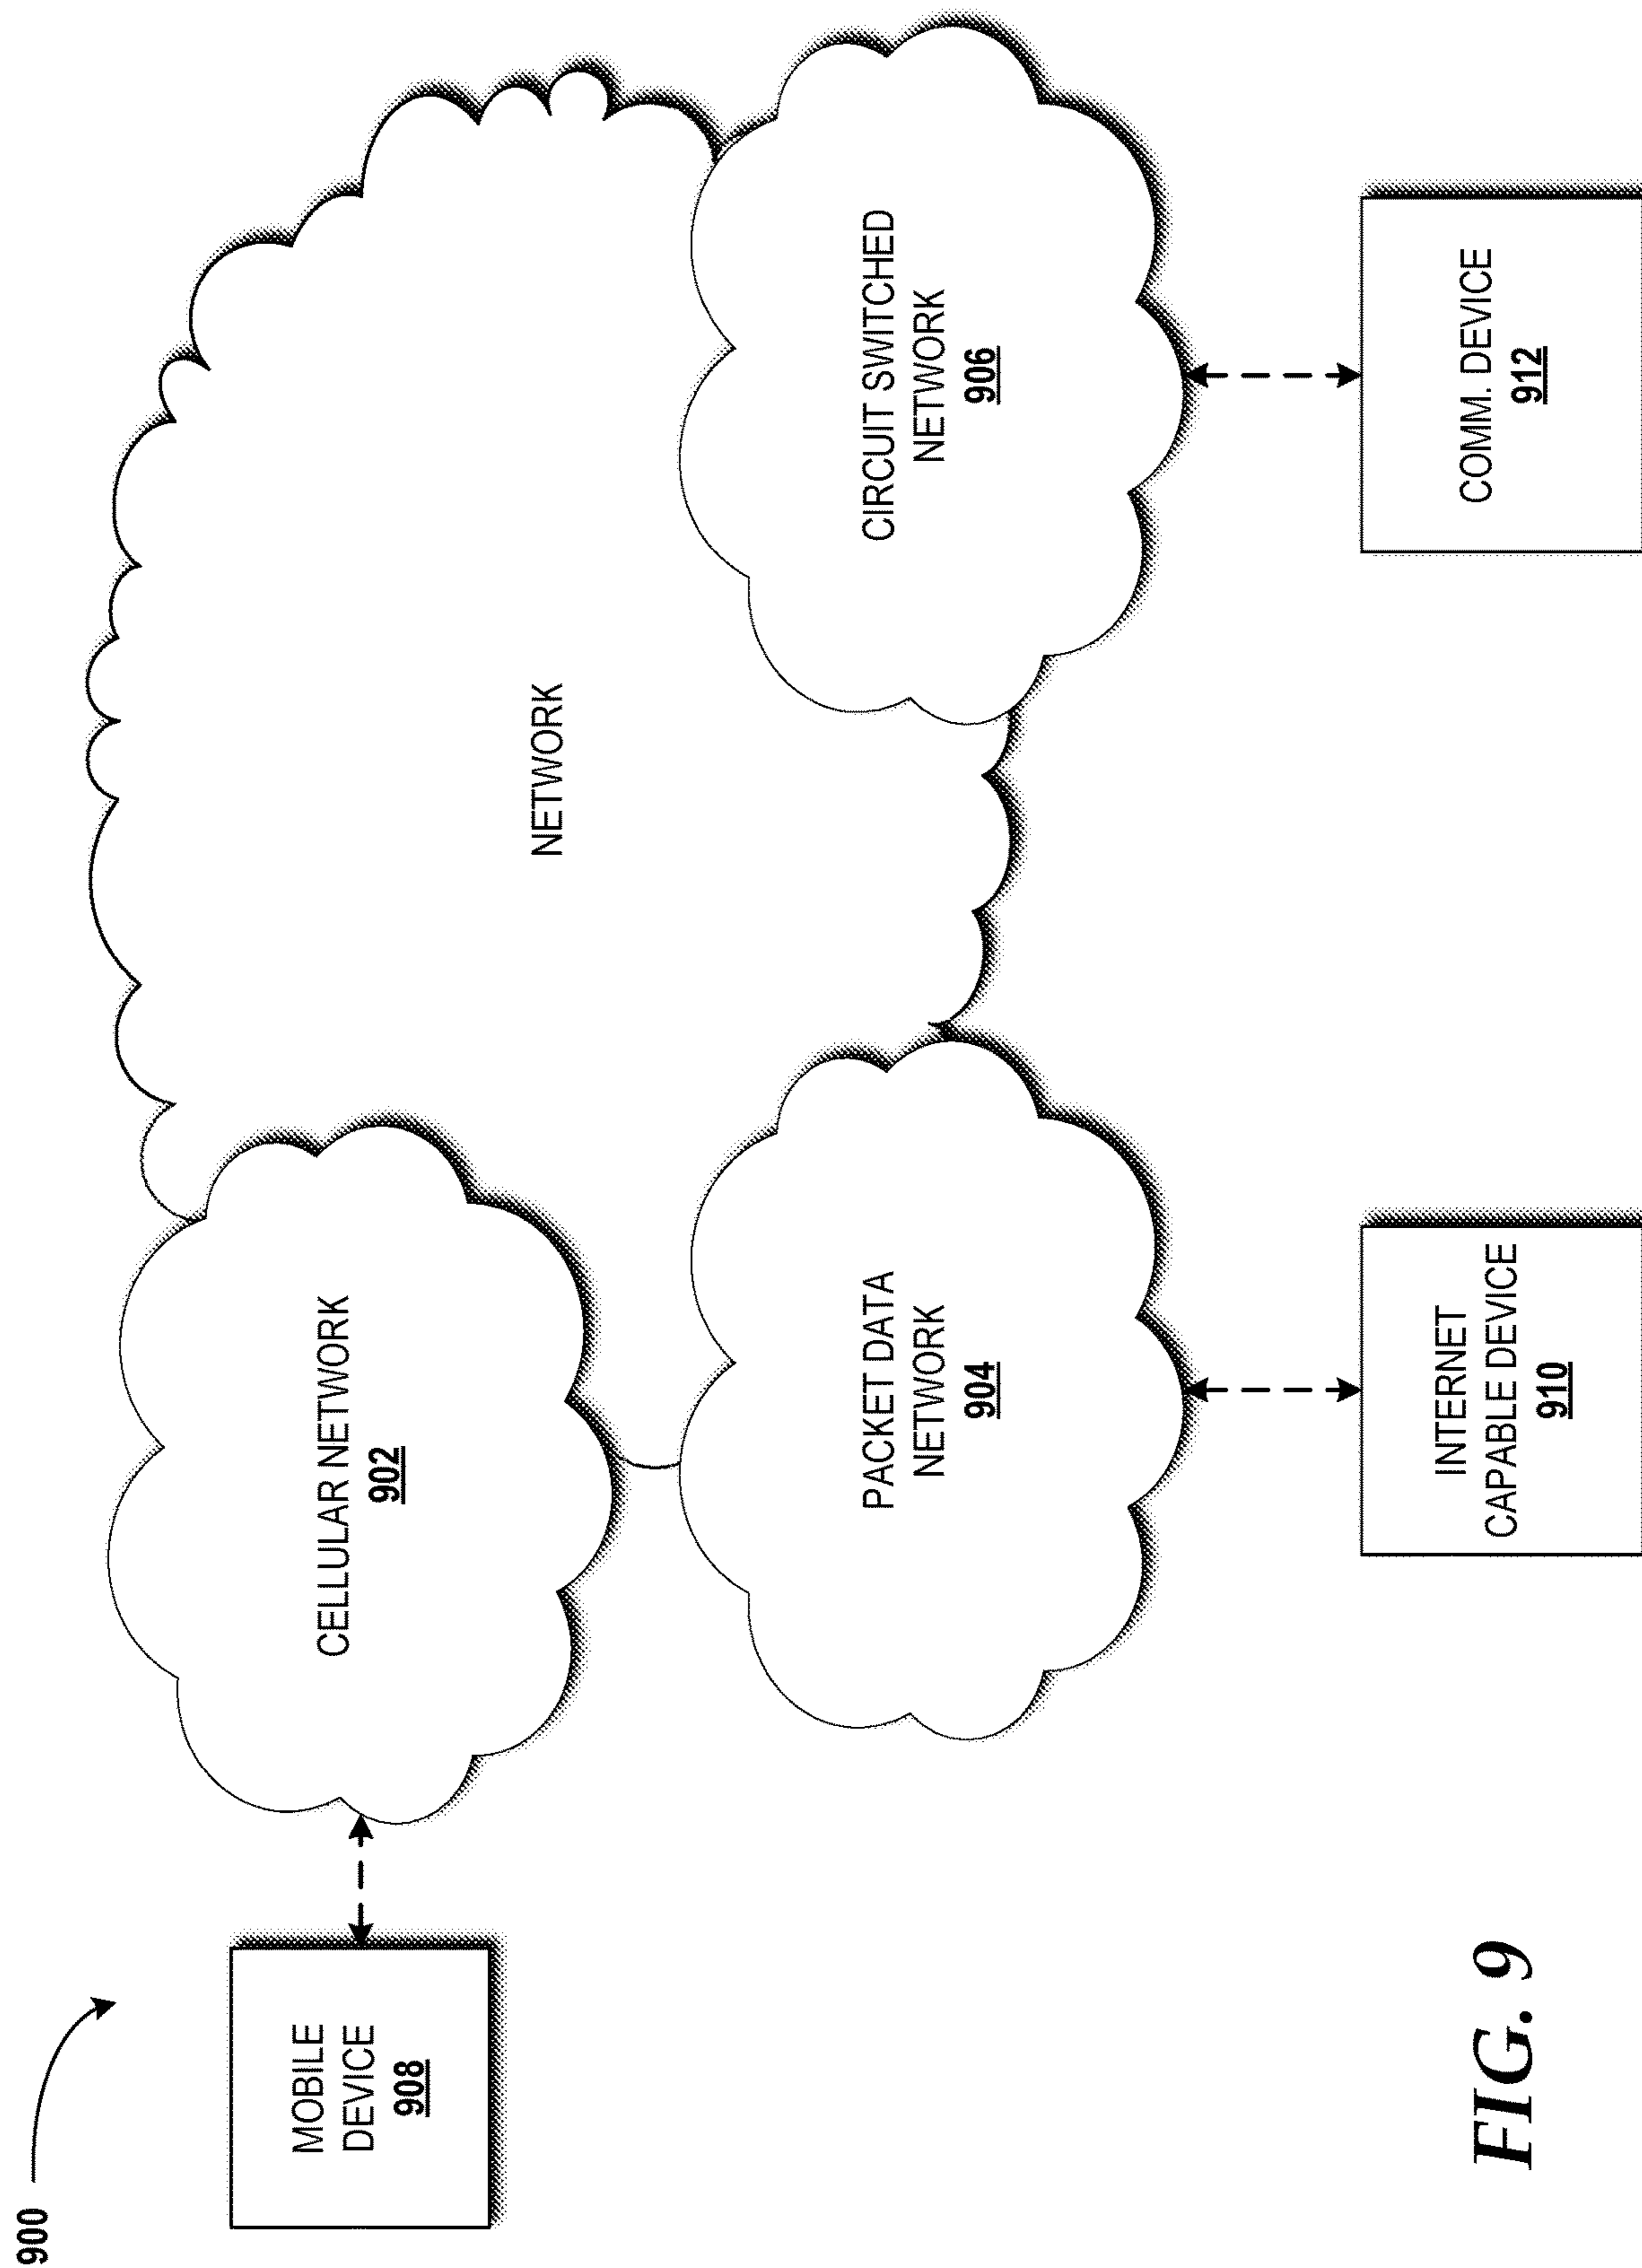 900
MOBILE
DEVICE
908
CELLULAR NETWORK
902
NETWORK
PACKET DATA
NETWORK
904
CIRCUIT SWITCHED
NETWORK
906
INTERNET
CAPABLE DEVICE
910
COMM. DEVICE
912
FIG. 9